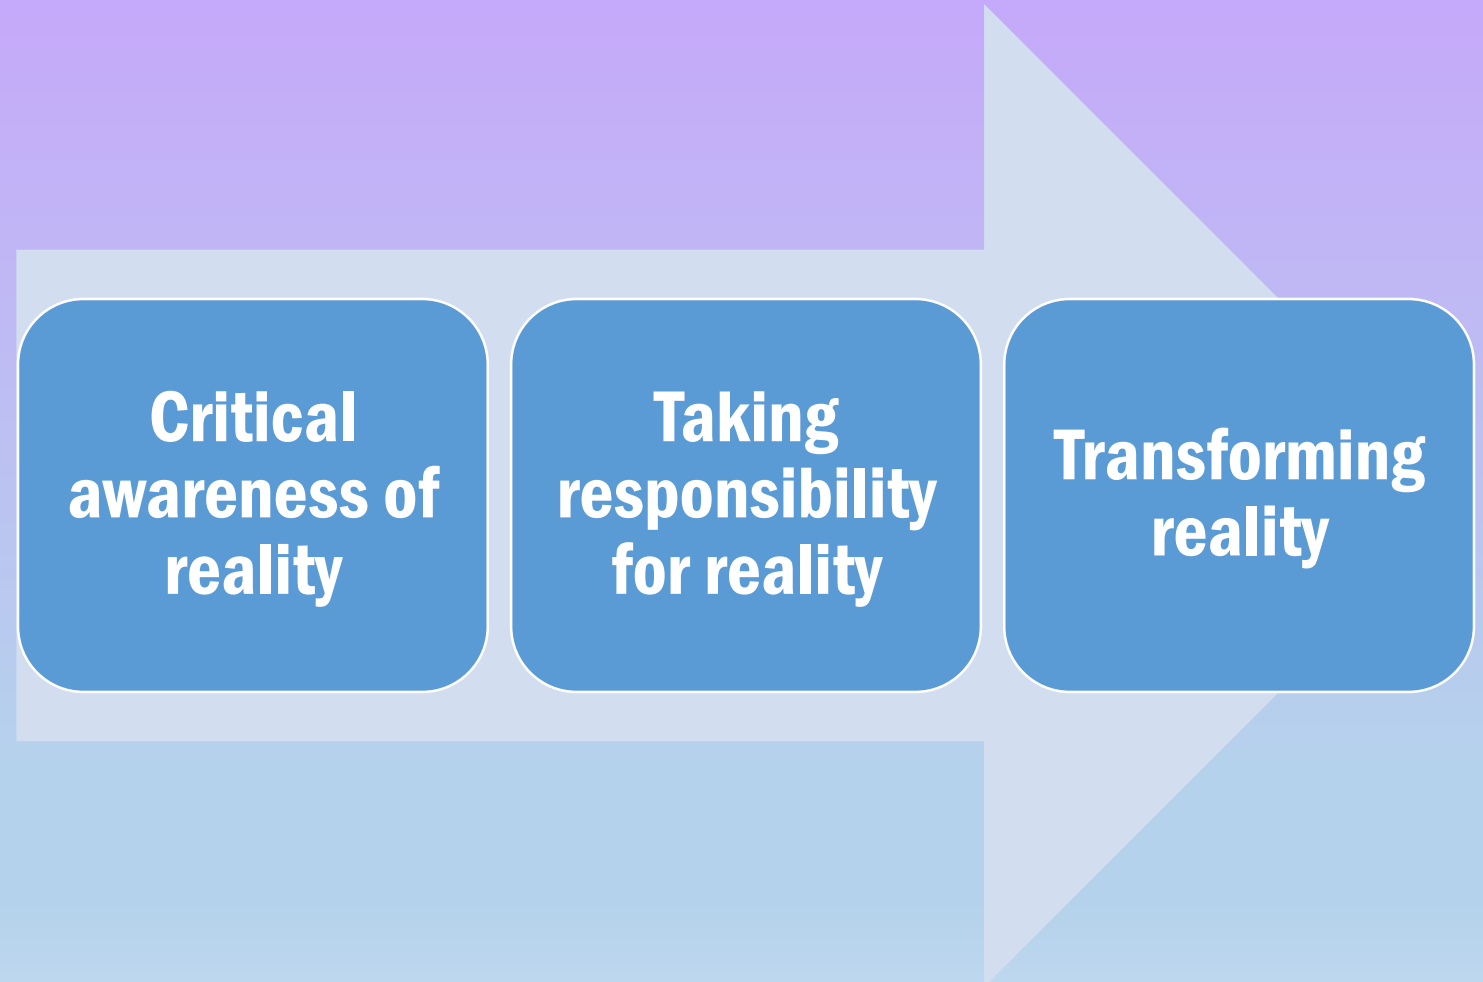 Critical
awareness of
reality
Taking
responsibility
for reality
Transforming
reality